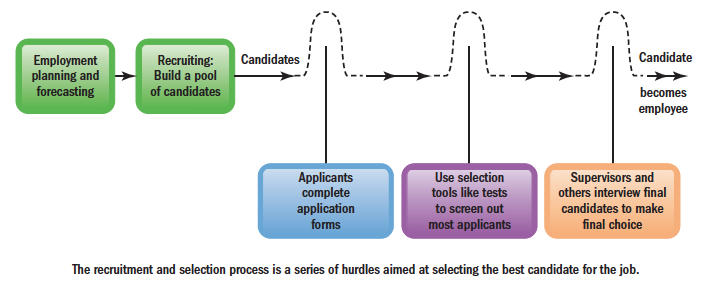 Employment
planning and
forecasting
Recruiting:
Build a pool
of candidates
Candidates
Candidate
becomes
employee
Applicants
complete
application
forms
Use selection
tools like tests
to screen out
most applicants
Supervisors and
others interview final
candidates to make
final choice
The recruitment and selection process is a series of hurdles aimed at selecting the best candidate for the job.